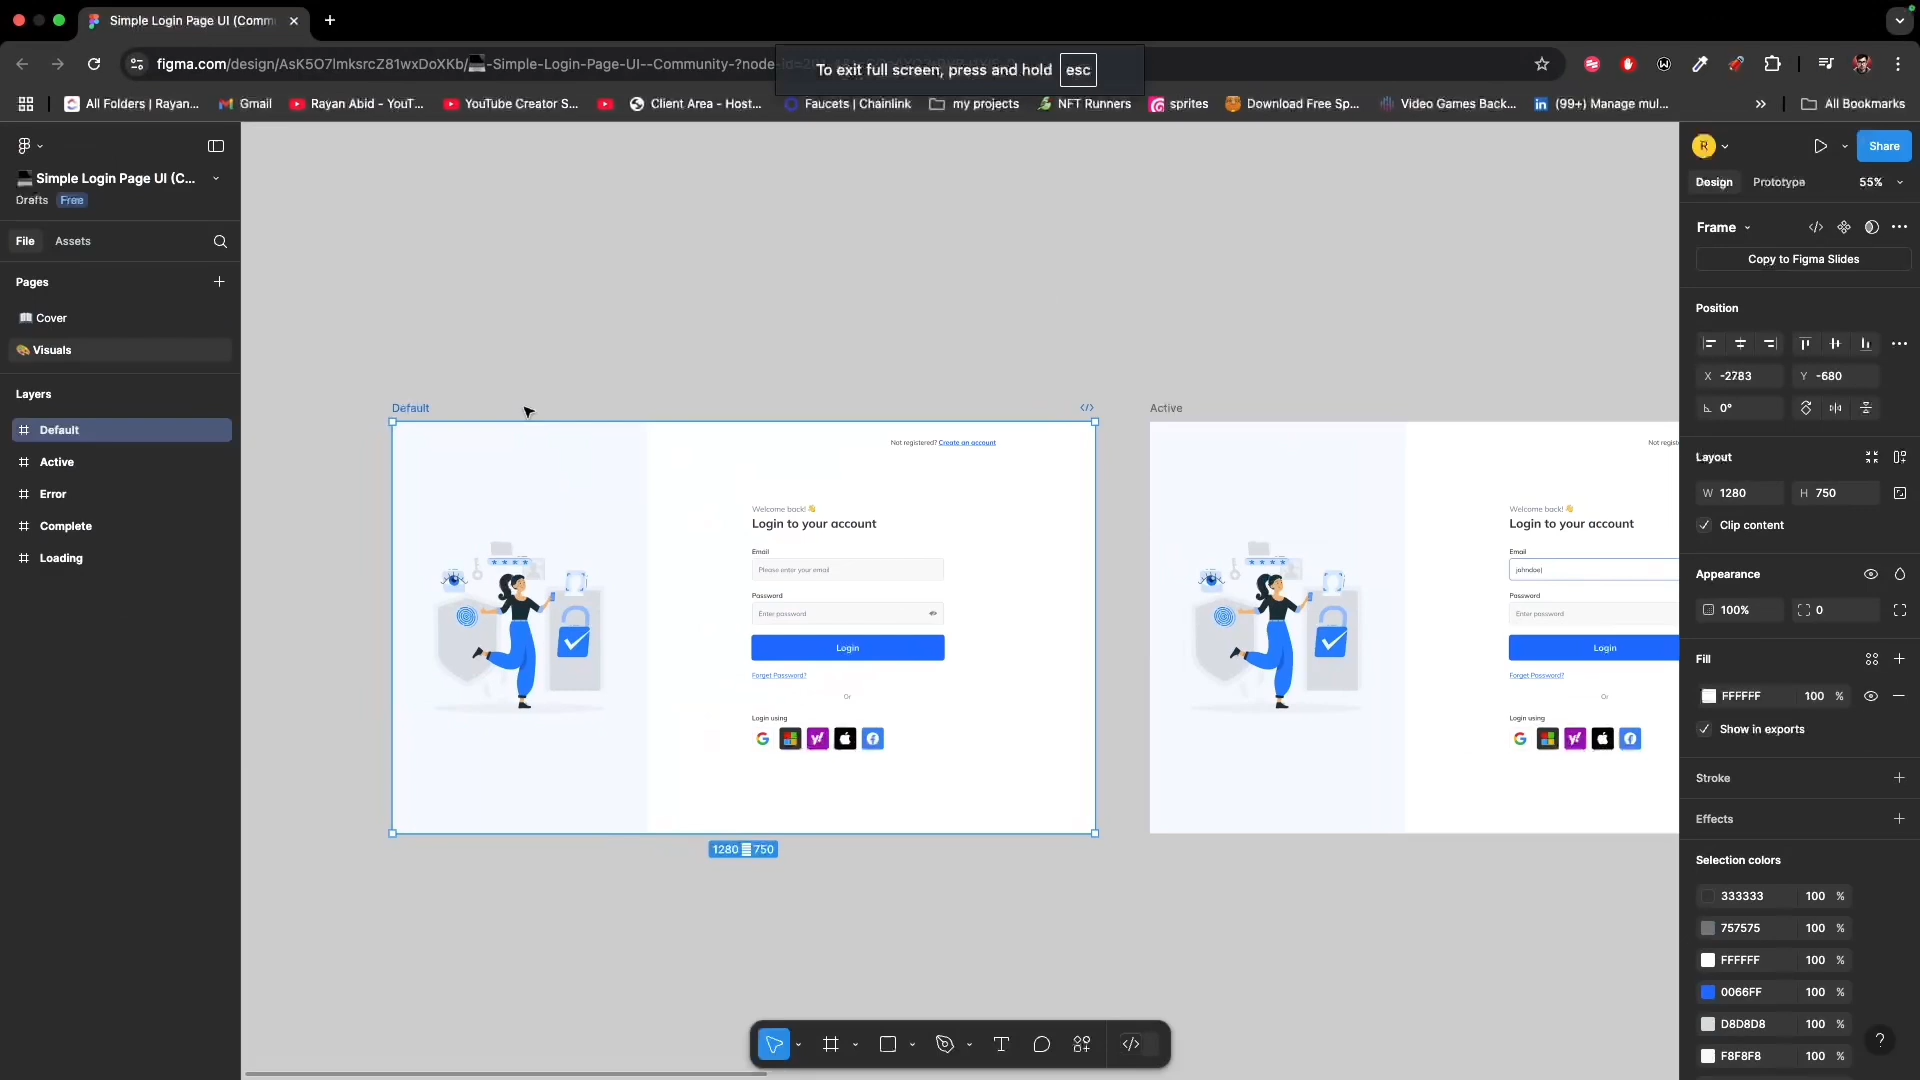 Simple Login Page UI (Comm
figma.com/design/AsK5O7lmksrcZ81wxDoXKb/💻-Simple-Login-Page-UI--Community-?node-id=2
To exit full screen, press and hold esc
All Folders | Rayan...
Gmail
Rayan Abid - YouT...
YouTube Creator S...
Client Area - Host...
Faucets | Chainlink
my projects
NFT Runners
sprites
Download Free Sp...
Video Games Back...
(99+) Manage mul...
»
All Bookmarks
Simple Login Page UI (C...
Drafts Free
File Assets
Pages
Cover
Visuals
Layers
Default
Active
Error
Complete
Loading
Default
</>
Not registered? Create an account
Welcome back! 👋
Login to your account
Email
Please enter your email
Password
Enter password
Login
Forget Password?
Or
Login using
1280 750
Active
Not regist
Welcome back! 👋
Login to your account
Email
johndoe|
Password
Enter password
Login
Forget Password?
Or
Login using
R
Share
Design Prototype 55%
Frame
Copy to Figma Slides
Position
X -2783 Y -680
0°
Layout
W 1280 H 750
Clip content
Appearance
100% 0
Fill
FFFFFF 100 %
Show in exports
Stroke
Effects
Selection colors
333333 100 %
757575 100 %
FFFFFF 100 %
0066FF 100 %
D8D8D8 100 %
F8F8F8 100 %
?